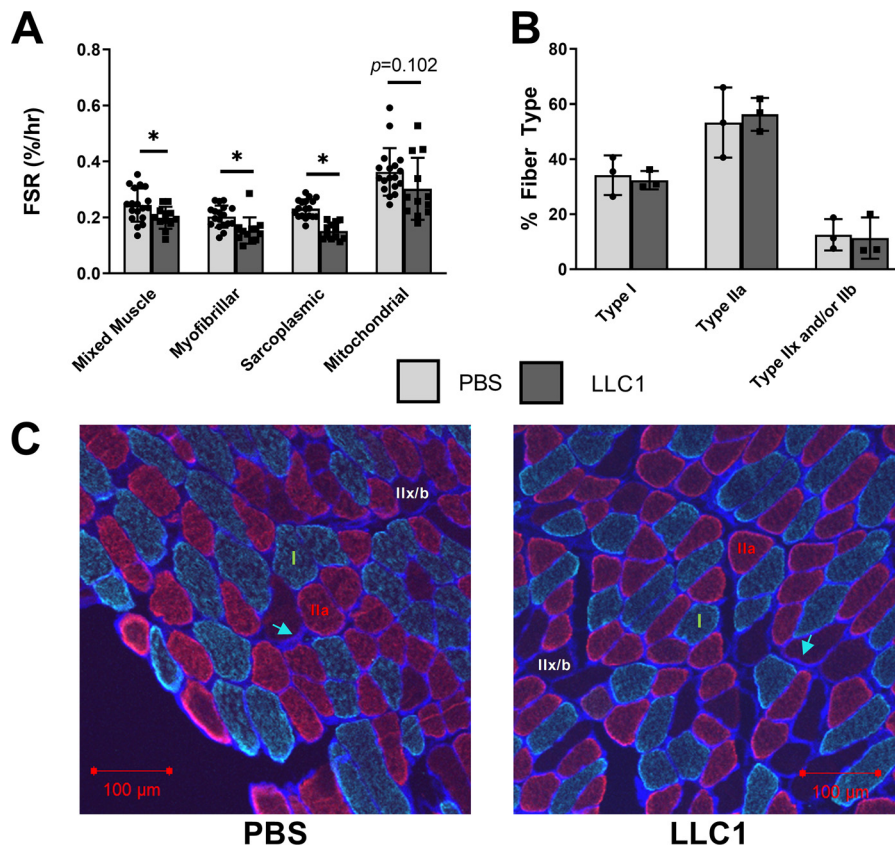 A
0.8
0.6
0.4
0.2
0.0
FSR (%/hr)
*
*
*
p=0.102
Mixed Muscle
Myofibrillar
Sarcoplasmic
Mitochondrial
B
80
60
40
20
0
% Fiber Type
Type I
Type IIa
Type IIx and/or IIb
PBS
LLC1
C
IIx/b
I
IIa
100 µm
PBS
IIa
I
IIx/b
100 µm
LLC1